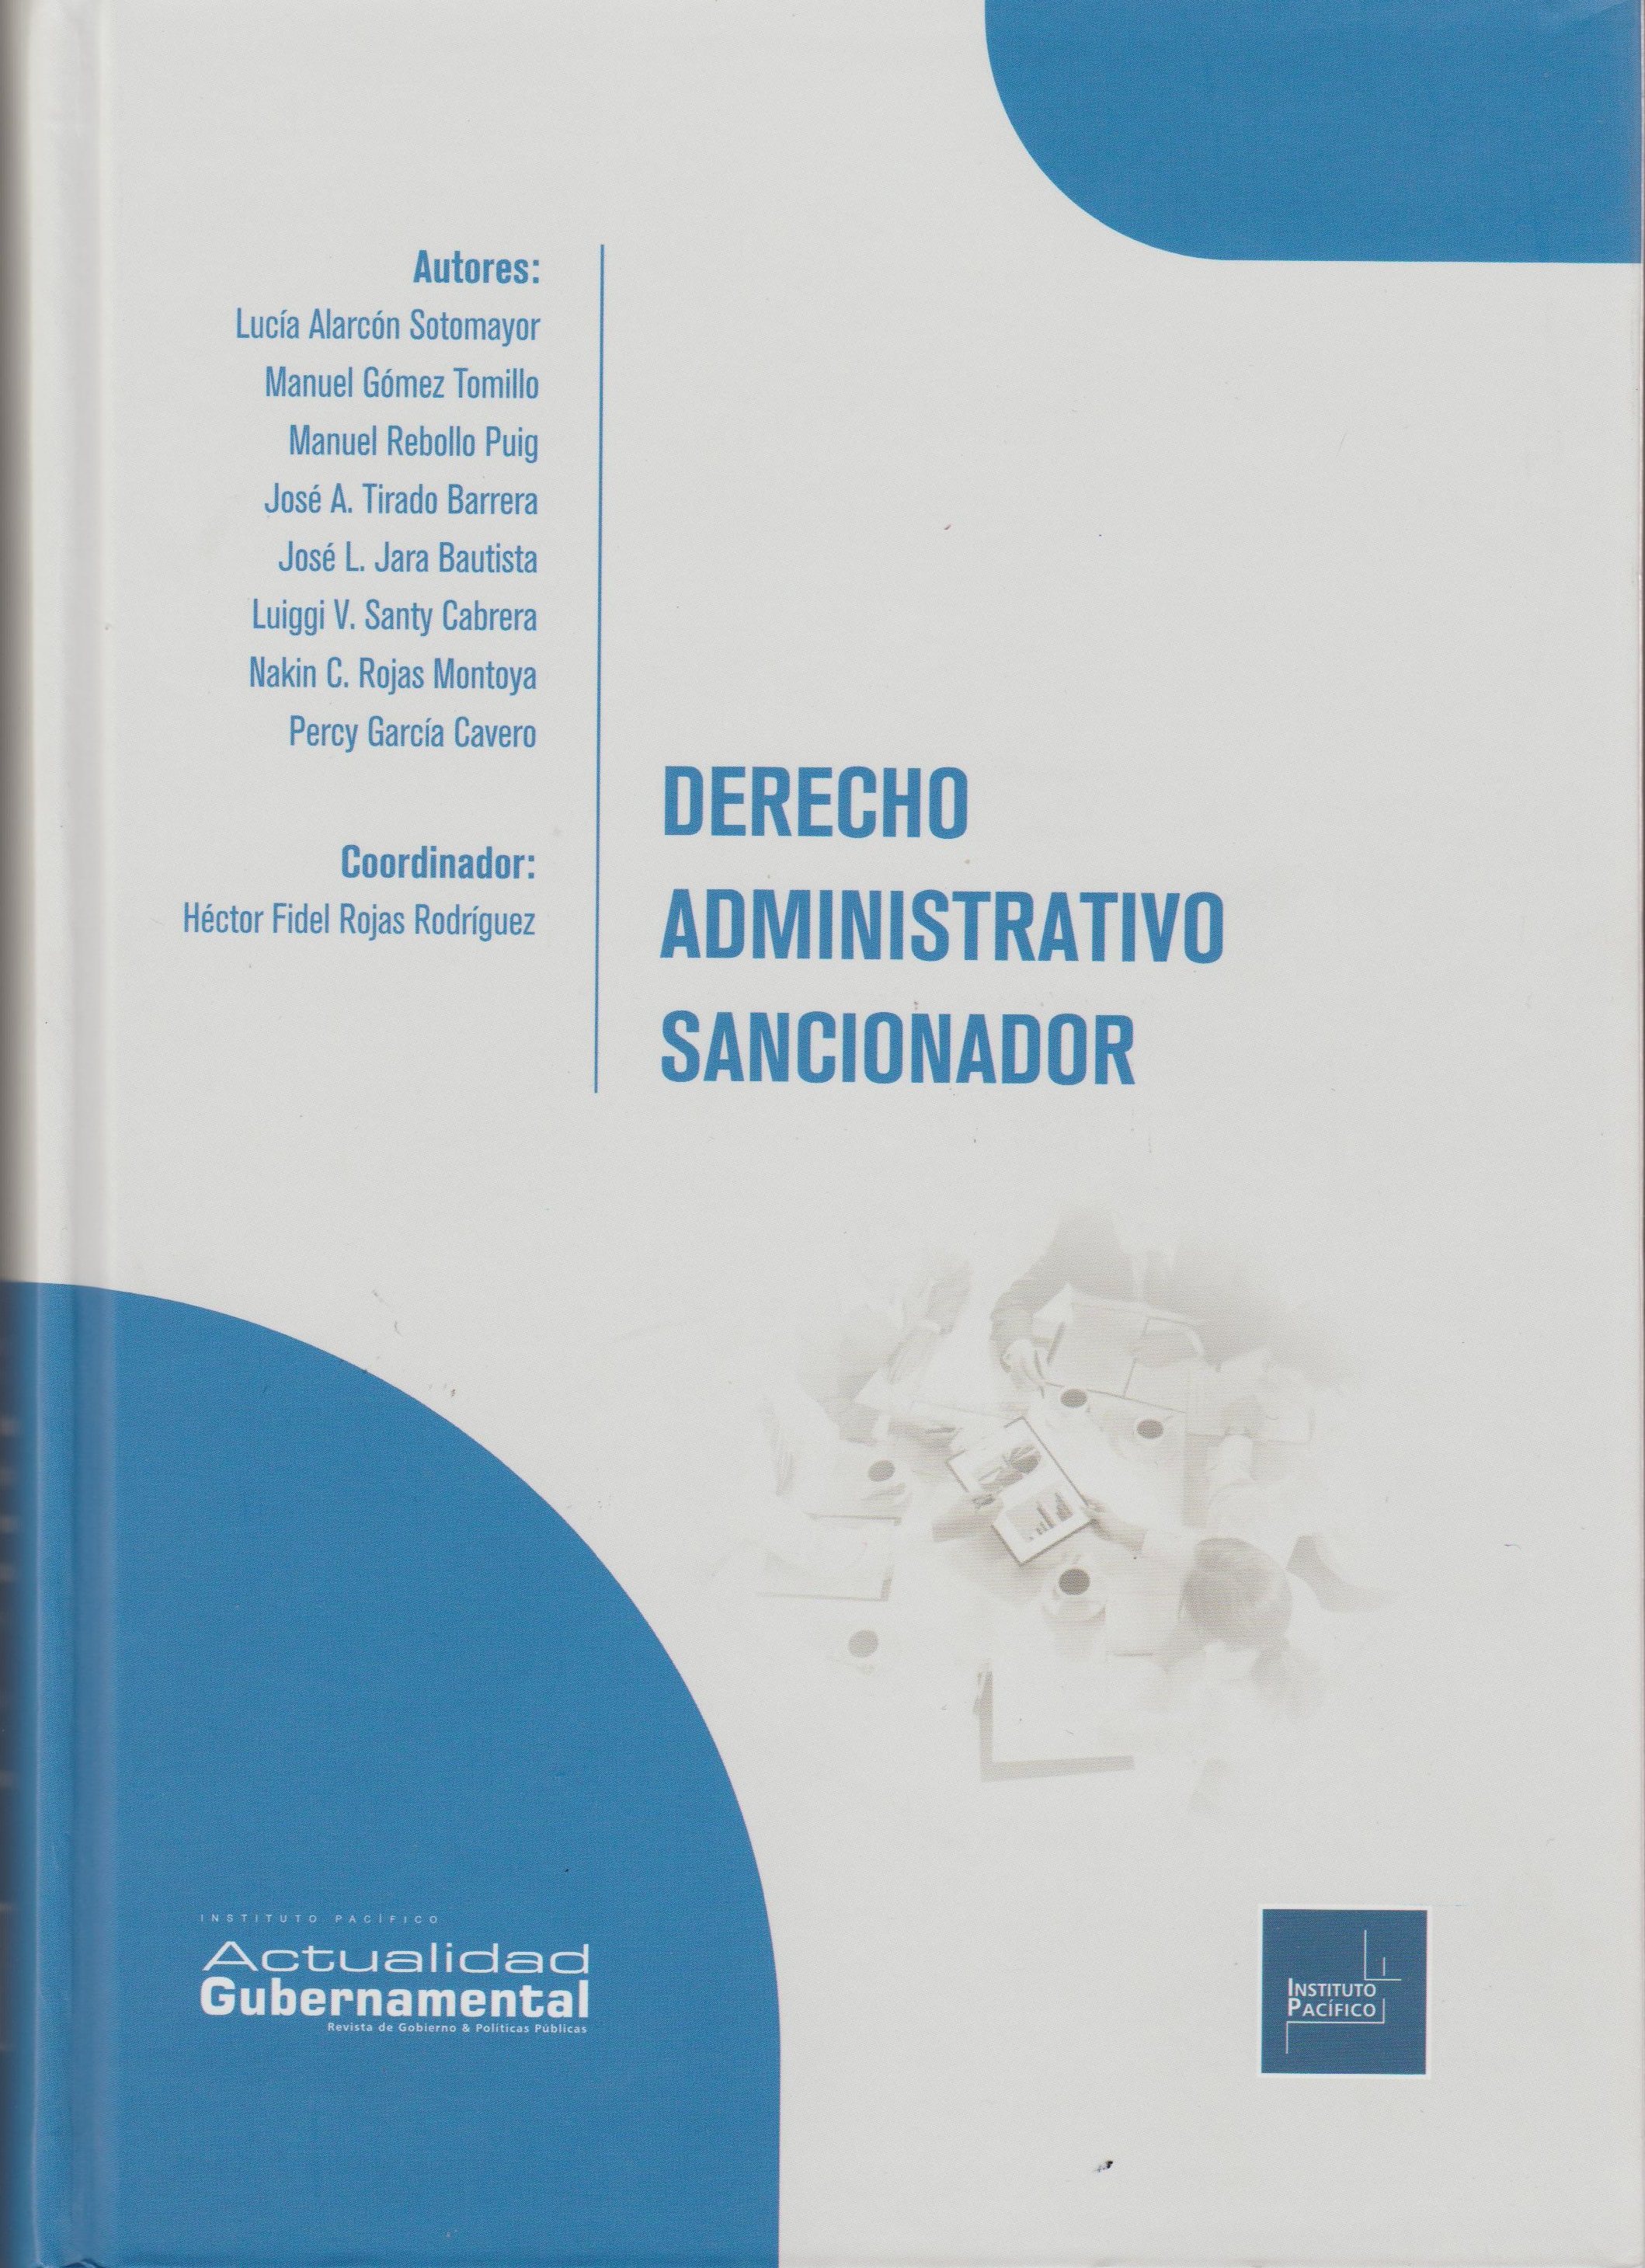 Autores:
Lucía Alarcón Sotomayor
Manuel Gómez Tomillo
Manuel Rebollo Puig
José A. Tirado Barrera
José L. Jara Bautista
Luiggi V. Santy Cabrera
Nakin C. Rojas Montoya
Percy García Cavero
Coordinador:
Héctor Fidel Rojas Rodríguez
DERECHO
ADMINISTRATIVO
SANCIONADOR
INSTITUTO PACÍFICO
Actualidad
Gubernamental
Revista de Gobierno & Políticas Públicas
INSTITUTO
PACÍFICO